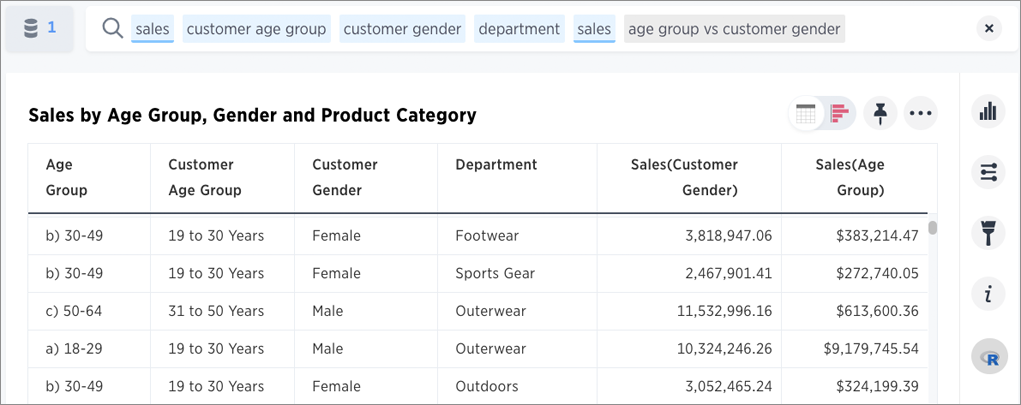 1 sales customer age group customer gender department sales age group vs customer gender
Sales by Age Group, Gender and Product Category
Age Group Customer Age Group Customer Gender Department Sales(Customer Gender) Sales(Age Group)
b) 30-49 19 to 30 Years Female Footwear 3,818,947.06 $383,214.47
b) 30-49 19 to 30 Years Female Sports Gear 2,467,901.41 $272,740.05
c) 50-64 31 to 50 Years Male Outerwear 11,532,996.16 $613,600.36
a) 18-29 19 to 30 Years Male Outerwear 10,324,246.26 $9,179,745.54
b) 30-49 19 to 30 Years Female Outdoors 3,052,465.24 $324,199.39
i
R